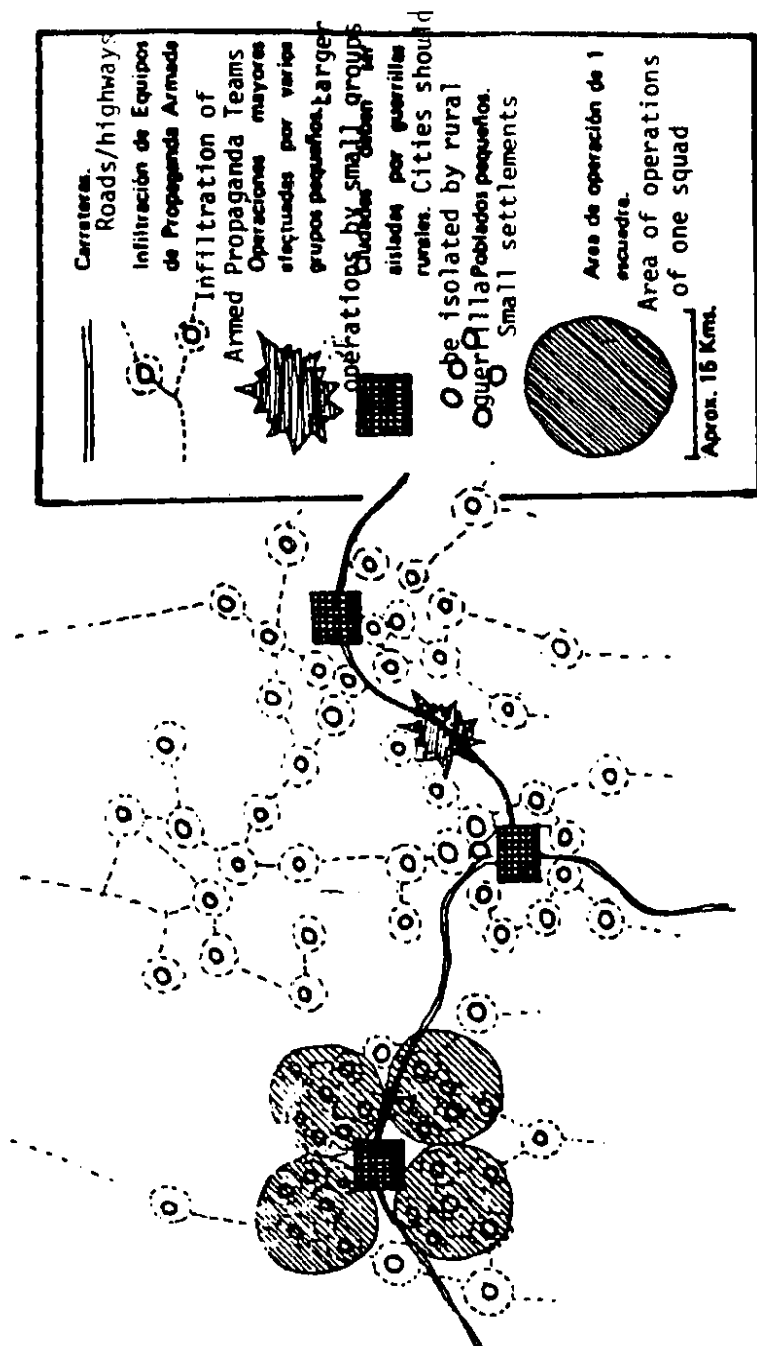 Carreteras.
Roads/highways
Infiltración de Equipos
de Propaganda Armada
Infiltration of
Armed Propaganda Teams
Operaciones mayores
efectuadas por varios
grupos pequeños. Larger
operations by small groups
Ciudades deben
aisladas por guerrillas
rurales. Cities should
be isolated by rural
guerrilla
Poblados pequeños.
Small settlements
Area de operación de 1
escuadra.
Area of operations
of one squad
Aprox. 16 Kms.